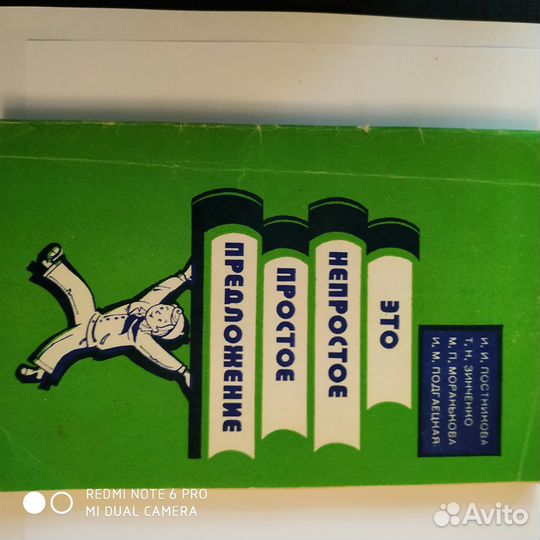 И. И. ПОСТНИКОВА
Т. Н. ЗИНЧЕНКО
М. П. МОРАНЬКОВА
И. М. ПОДГАЕЦКАЯ
ЭТО
НЕПРОСТОЕ
ПРОСТОЕ
ПРЕДЛОЖЕНИЕ
REDMI NOTE 6 PRO
MI DUAL CAMERA
Avito